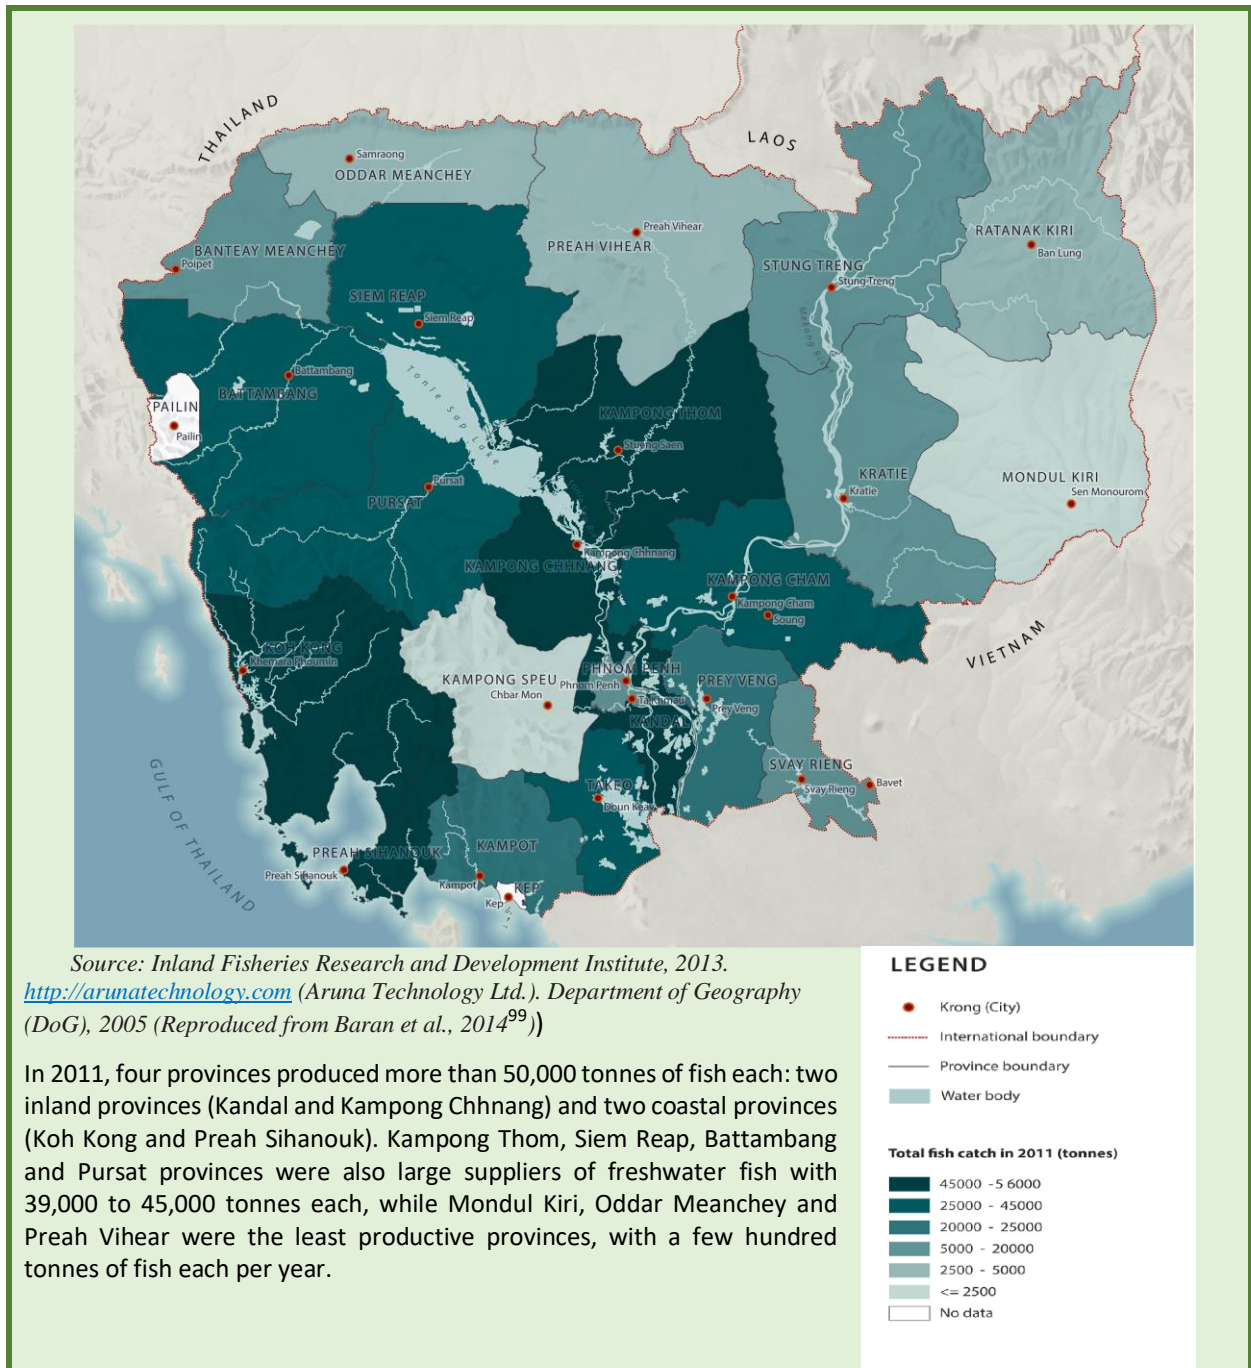 THAILAND
LAOS
Samraong
ODDAR MEANCHEY
Preah Vihear
PREAH VIHEAR
RATANAK KIRI
Ban Lung
BANTEAY MEANCHEY
Poipet
STUNG TRENG
Stung Treng
SIEM REAP
Siem Reap
Mekong River
Battambang
BATTAMBANG
Tonle Sap Lake
PAILIN
Pailin
KAMPONG THOM
Stueng Saen
KRATIE
Kratie
MONDUL KIRI
Sen Monourom
Pursat
PURSAT
Kampong Chhnang
KAMPONG CHHNANG
KAMPONG CHAM
Kampong Cham
Soung
VIETNAM
KOH KONG
Khemara Phoumin
KAMPONG SPEU
Chbar Mon
PHNOM PENH
Phnom Penh
Ta Khmau
KANDAL
PREY VENG
Prey Veng
SVAY RIENG
Svay Rieng
Bavet
TAKEO
Doun Keav
GULF OF THAILAND
PREAH SIHANOUK
Preah Sihanouk
KAMPOT
Kampot
KEP
Kep
Source: Inland Fisheries Research and Development Institute, 2013.
http://arunatechnology.com (Aruna Technology Ltd.). Department of Geography
(DoG), 2005 (Reproduced from Baran et al., 2014⁹⁹))
In 2011, four provinces produced more than 50,000 tonnes of fish each: two
inland provinces (Kandal and Kampong Chhnang) and two coastal provinces
(Koh Kong and Preah Sihanouk). Kampong Thom, Siem Reap, Battambang
and Pursat provinces were also large suppliers of freshwater fish with
39,000 to 45,000 tonnes each, while Mondul Kiri, Oddar Meanchey and
Preah Vihear were the least productive provinces, with a few hundred
tonnes of fish each per year.
LEGEND
Krong (City)
International boundary
Province boundary
Water body
Total fish catch in 2011 (tonnes)
45000 -5 6000
25000 - 45000
20000 - 25000
5000 - 20000
2500 - 5000
<= 2500
No data